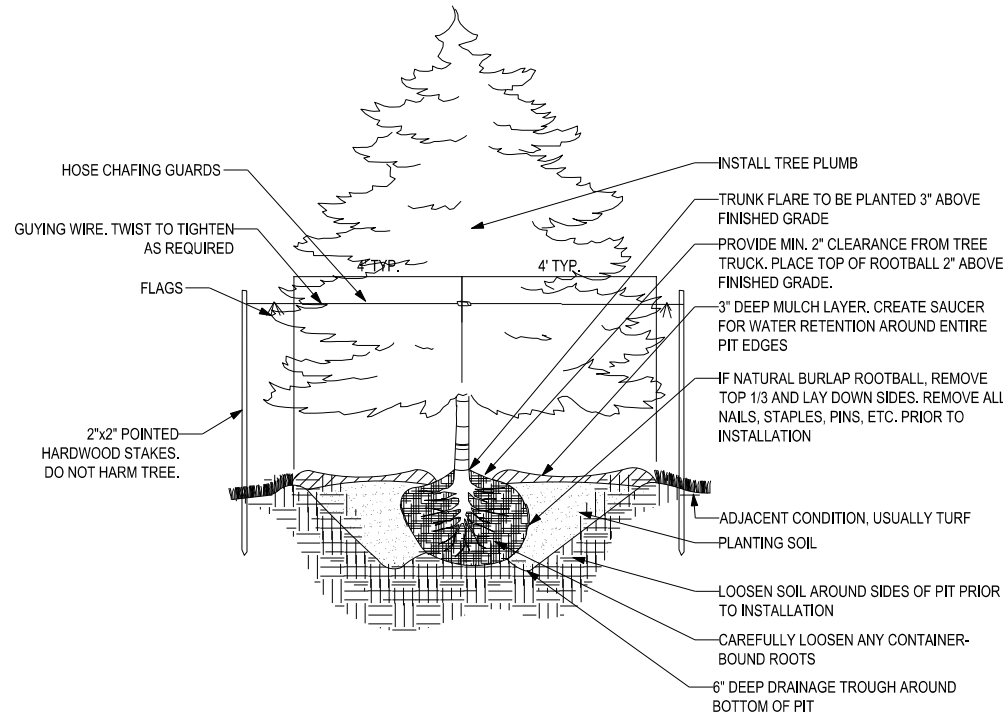 HOSE CHAFING GUARDS
GUYING WIRE. TWIST TO TIGHTEN
AS REQUIRED
FLAGS
2"x2" POINTED
HARDWOOD STAKES.
DO NOT HARM TREE.
4' TYP.
4' TYP.
INSTALL TREE PLUMB
TRUNK FLARE TO BE PLANTED 3" ABOVE
FINISHED GRADE
PROVIDE MIN. 2" CLEARANCE FROM TREE
TRUCK. PLACE TOP OF ROOTBALL 2" ABOVE
FINISHED GRADE.
3" DEEP MULCH LAYER. CREATE SAUCER
FOR WATER RETENTION AROUND ENTIRE
PIT EDGES
IF NATURAL BURLAP ROOTBALL, REMOVE
TOP 1/3 AND LAY DOWN SIDES. REMOVE ALL
NAILS, STAPLES, PINS, ETC. PRIOR TO
INSTALLATION
ADJACENT CONDITION, USUALLY TURF
PLANTING SOIL
LOOSEN SOIL AROUND SIDES OF PIT PRIOR
TO INSTALLATION
CAREFULLY LOOSEN ANY CONTAINER-
BOUND ROOTS
6" DEEP DRAINAGE TROUGH AROUND
BOTTOM OF PIT